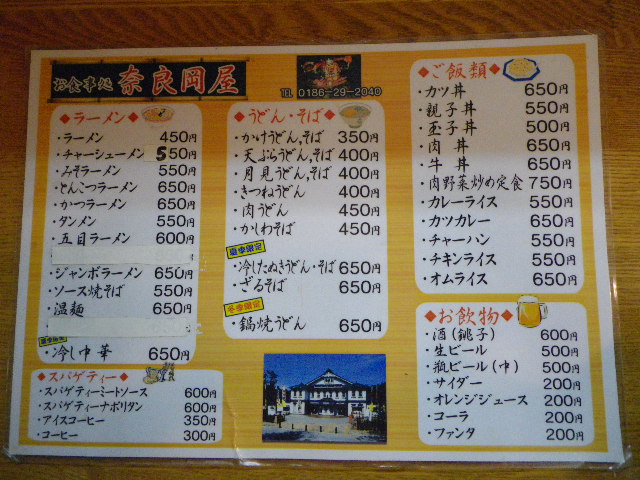 お食事処 奈良岡屋
TEL 0186-29-2040
ラーメン
・ラーメン 450円
・チャーシューメン 550円
・みそラーメン 550円
・とんこつラーメン 650円
・かつラーメン 650円
・タンメン 550円
・五目ラーメン 600円
・ジャンボラーメン 650円
・ソース焼そば 550円
・温麺 650円
・冷し中華 650円
スパゲティー
・スパゲティーミートソース 600円
・スパゲティーナポリタン 600円
・アイスコーヒー 350円
・コーヒー 300円
うどん・そば
・かけうどん、そば 350円
・天ぷらうどん、そば 400円
・月見うどん、そば 400円
・きつねうどん 400円
・肉うどん 450円
・かしわそば 450円
夏季限定
・冷したぬきうどん・そば 650円
・ざるそば 650円
冬季限定
・鍋焼うどん 650円
ご飯類
・カツ丼 650円
・親子丼 550円
・玉子丼 500円
・肉丼 650円
・牛丼 650円
・肉野菜炒め定食 750円
・カレーライス 550円
・カツカレー 650円
・チャーハン 550円
・チキンライス 550円
・オムライス 650円
お飲物
・酒(銚子) 600円
・生ビール 500円
・瓶ビール(中) 500円
・サイダー 200円
・オレンジジュース 200円
・コーラ 200円
・ファンタ 200円